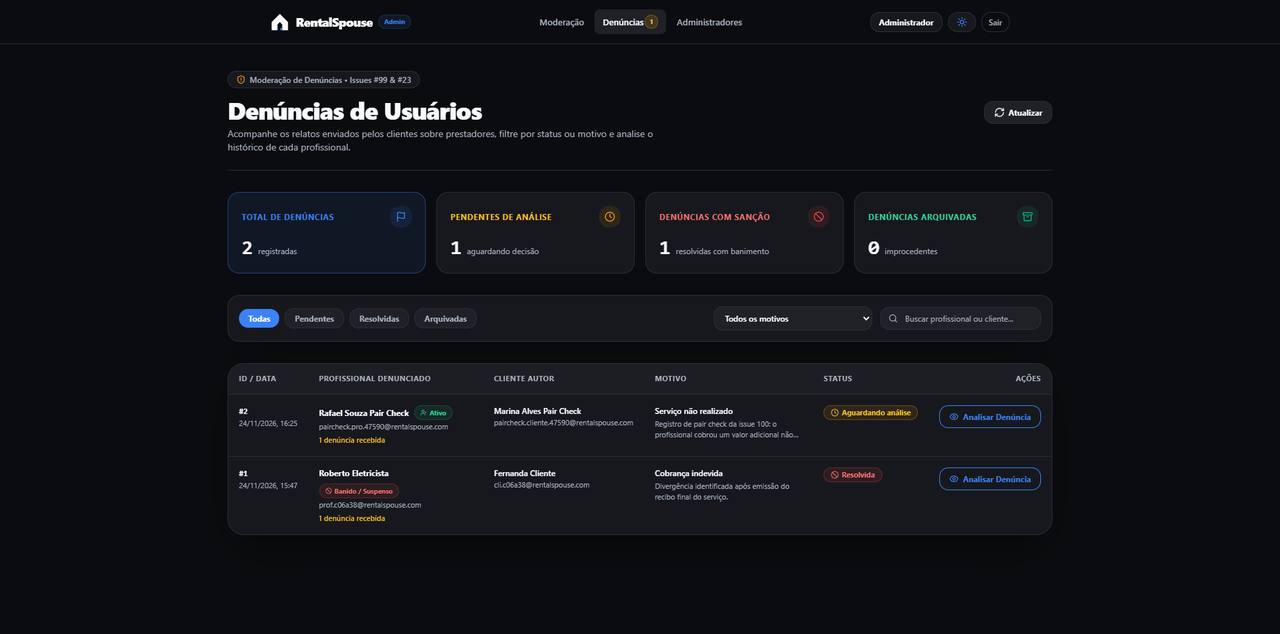 RentalSpouse Admin
Moderação
Denúncias 1
Administradores
Administrador
Sair
Moderação de Denúncias • Issues #99 & #23
Denúncias de Usuários
Acompanhe os relatos enviados pelos clientes sobre prestadores, filtre por status ou motivo e analise o
histórico de cada profissional.
Atualizar
TOTAL DE DENÚNCIAS
2 registradas
PENDENTES DE ANÁLISE
1 aguardando decisão
DENÚNCIAS COM SANÇÃO
1 resolvidas com banimento
DENÚNCIAS ARQUIVADAS
0 improcedentes
Todas
Pendentes
Resolvidas
Arquivadas
Todos os motivos
Buscar profissional ou cliente...
ID / DATA
PROFISSIONAL DENUNCIADO
CLIENTE AUTOR
MOTIVO
STATUS
AÇÕES
#2
24/11/2026, 16:25
Rafael Souza Pair Check Ativo
paircheck.pro.47590@rentalspouse.com
1 denúncia recebida
Marina Alves Pair Check
paircheck.cliente.47590@rentalspouse.com
Serviço não realizado
Registro de pair check da issue 100: o
profissional cobrou um valor adicional não...
Aguardando análise
Analisar Denúncia
#1
24/11/2026, 15:47
Roberto Eletricista
Banido / Suspenso
prof.c06a38@rentalspouse.com
1 denúncia recebida
Fernanda Cliente
cli.c06a38@rentalspouse.com
Cobrança indevida
Divergência identificada após emissão do
recibo final do serviço.
Resolvida
Analisar Denúncia